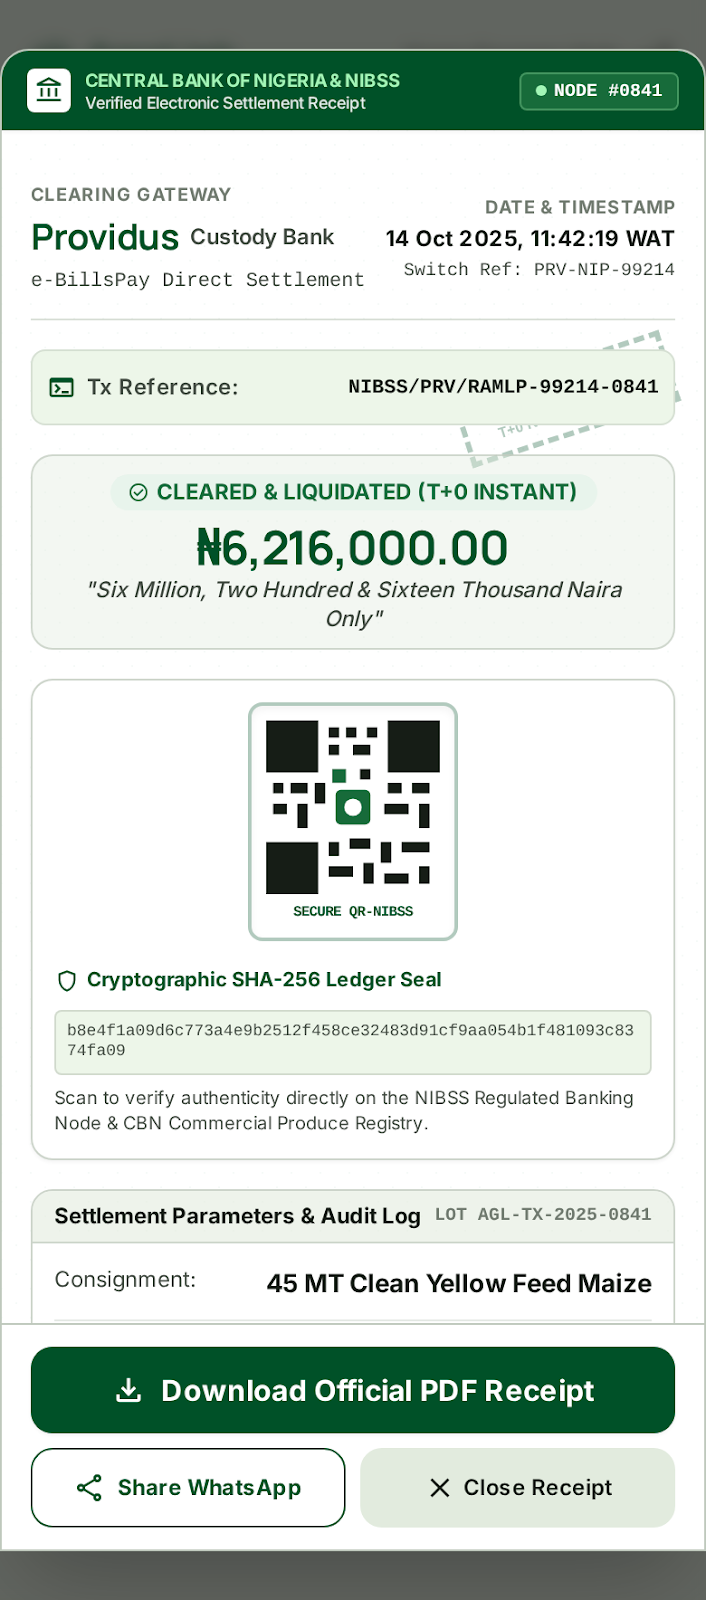 CENTRAL BANK OF NIGERIA & NIBSS
Verified Electronic Settlement Receipt
NODE #0841
CLEARING GATEWAY
Providus Custody Bank
e-BillsPay Direct Settlement
DATE & TIMESTAMP
14 Oct 2025, 11:42:19 WAT
Switch Ref: PRV-NIP-99214
Tx Reference:
NIBSS/PRV/RAMLP-99214-0841
T+0
CLEARED & LIQUIDATED (T+0 INSTANT)
₦6,216,000.00
"Six Million, Two Hundred & Sixteen Thousand Naira
Only"
SECURE QR-NIBSS
Cryptographic SHA-256 Ledger Seal
b8e4f1a09d6c773a4e9b2512f458ce32483d91cf9aa054b1f481093c83
74fa09
Scan to verify authenticity directly on the NIBSS Regulated Banking
Node & CBN Commercial Produce Registry.
Settlement Parameters & Audit Log
LOT AGL-TX-2025-0841
Consignment:
45 MT Clean Yellow Feed Maize
Download Official PDF Receipt
Share WhatsApp
Close Receipt